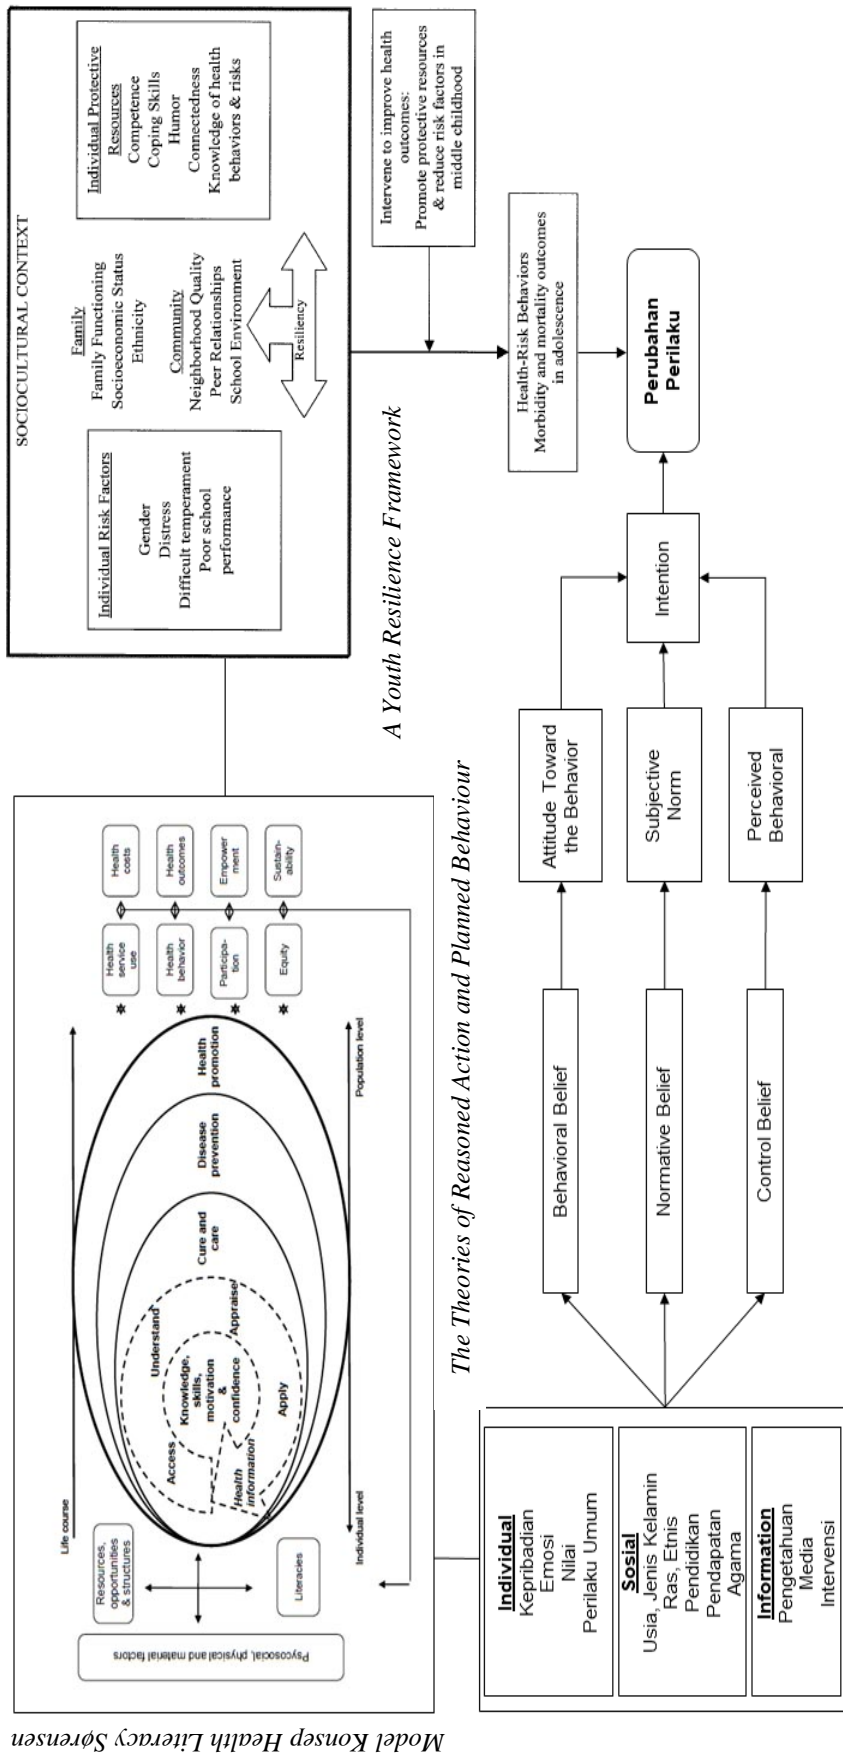 Model Konsep Health Literacy Sørensen
Psycosocial, physical and material factors
Resources,
opportunities
& structures
Literacies
Life course
Individual level
Population level
Access
Understand
Appraise
Apply
Health
information
Knowledge,
skills,
motivation
&
confidence
Cure and
care
Disease
prevention
Health
promotion
Health
service
use
Health
behavior
Participa-
tion
Equity
Health
costs
Health
outcomes
Empower
ment
Sustain-
ability
SOCIOCULTURAL CONTEXT
Individual Risk Factors
Gender
Distress
Difficult temperament
Poor school
performance
Family
Family Functioning
Socioeconomic Status
Ethnicity
Community
Neighborhood Quality
Peer Relationships
School Environment
Resiliency
Individual Protective
Resources
Competence
Coping Skills
Humor
Connectedness
Knowledge of health
behaviors & risks
A Youth Resilience Framework
Intervene to improve health
outcomes:
Promote protective resources
& reduce risk factors in
middle childhood
Health-Risk Behaviors
Morbidity and mortality outcomes
in adolescence
The Theories of Reasoned Action and Planned Behaviour
Individual
Kepribadian
Emosi
Nilai
Perilaku Umum
Sosial
Usia, Jenis Kelamin
Ras, Etnis
Pendidikan
Pendapatan
Agama
Information
Pengetahuan
Media
Intervensi
Behavioral Belief
Normative Belief
Control Belief
Attitude Toward
the Behavior
Subjective
Norm
Perceived
Behavioral
Intention
Perubahan
Perilaku